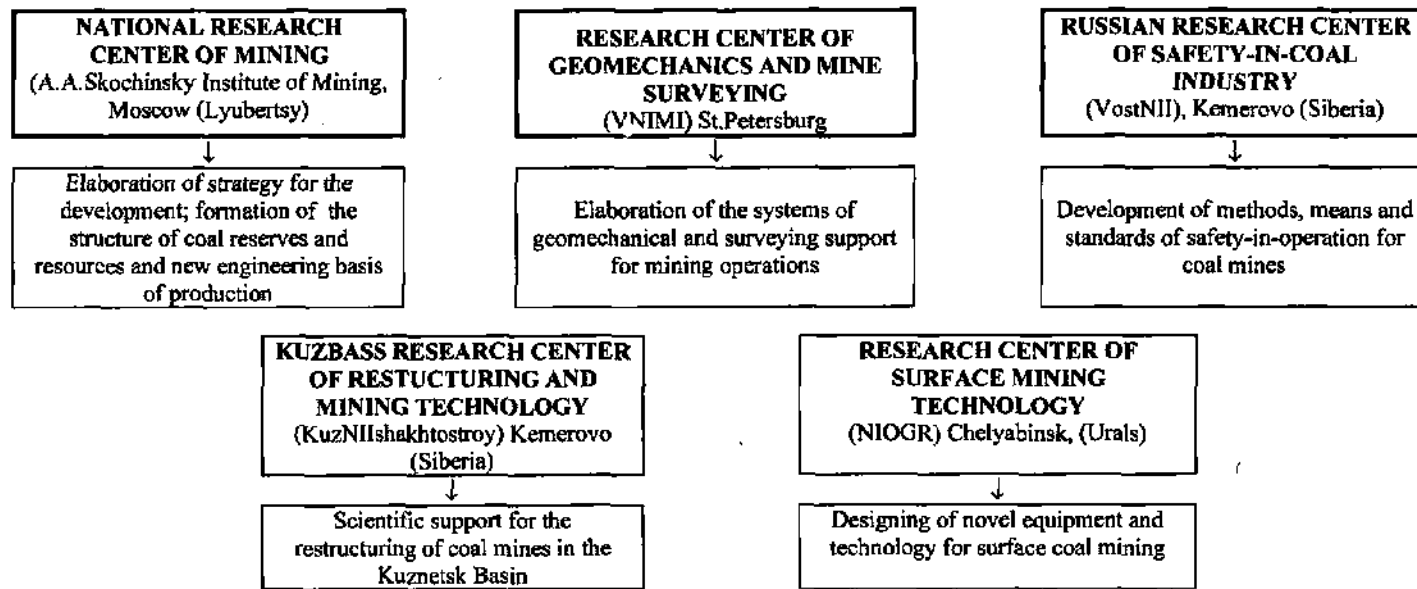 NATIONAL RESEARCH
CENTER OF MINING
(A.A.Skochinsky Institute of Mining,
Moscow (Lyubertsy)
Elaboration of strategy for the
development; formation of the
structure of coal reserves and
resources and new engineering basis
of production
RESEARCH CENTER OF
GEOMECHANICS AND MINE
SURVEYING
(VNIMI) St.Petersburg
Elaboration of the systems of
geomechanical and surveying support
for mining operations
RUSSIAN RESEARCH CENTER
OF SAFETY-IN-COAL
INDUSTRY
(VostNII), Kemerovo (Siberia)
Development of methods, means and
standards of safety-in-operation for
coal mines
KUZBASS RESEARCH CENTER
OF RESTUCTURING AND
MINING TECHNOLOGY
(KuzNIIshakhtostroy) Kemerovo
(Siberia)
Scientific support for the
restructuring of coal mines in the
Kuznetsk Basin
RESEARCH CENTER OF
SURFACE MINING
TECHNOLOGY
(NIOGR) Chelyabinsk, (Urals)
Designing of novel equipment and
technology for surface coal mining